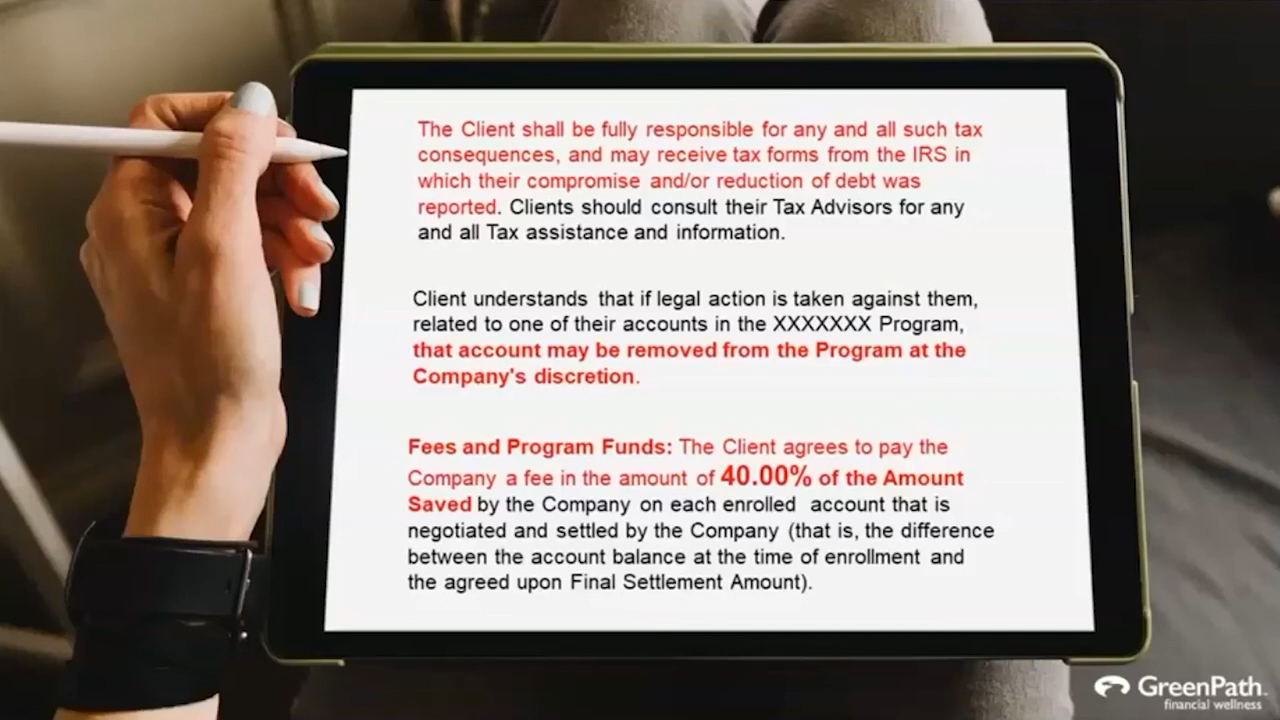 The Client shall be fully responsible for any and all such tax
consequences, and may receive tax forms from the IRS in
which their compromise and/or reduction of debt was
reported. Clients should consult their Tax Advisors for any
and all Tax assistance and information.
Client understands that if legal action is taken against them,
related to one of their accounts in the XXXXXXX Program,
that account may be removed from the Program at the
Company's discretion.
Fees and Program Funds: The Client agrees to pay the
Company a fee in the amount of 40.00% of the Amount
Saved by the Company on each enrolled account that is
negotiated and settled by the Company (that is, the difference
between the account balance at the time of enrollment and
the agreed upon Final Settlement Amount).
GreenPath
financial wellness